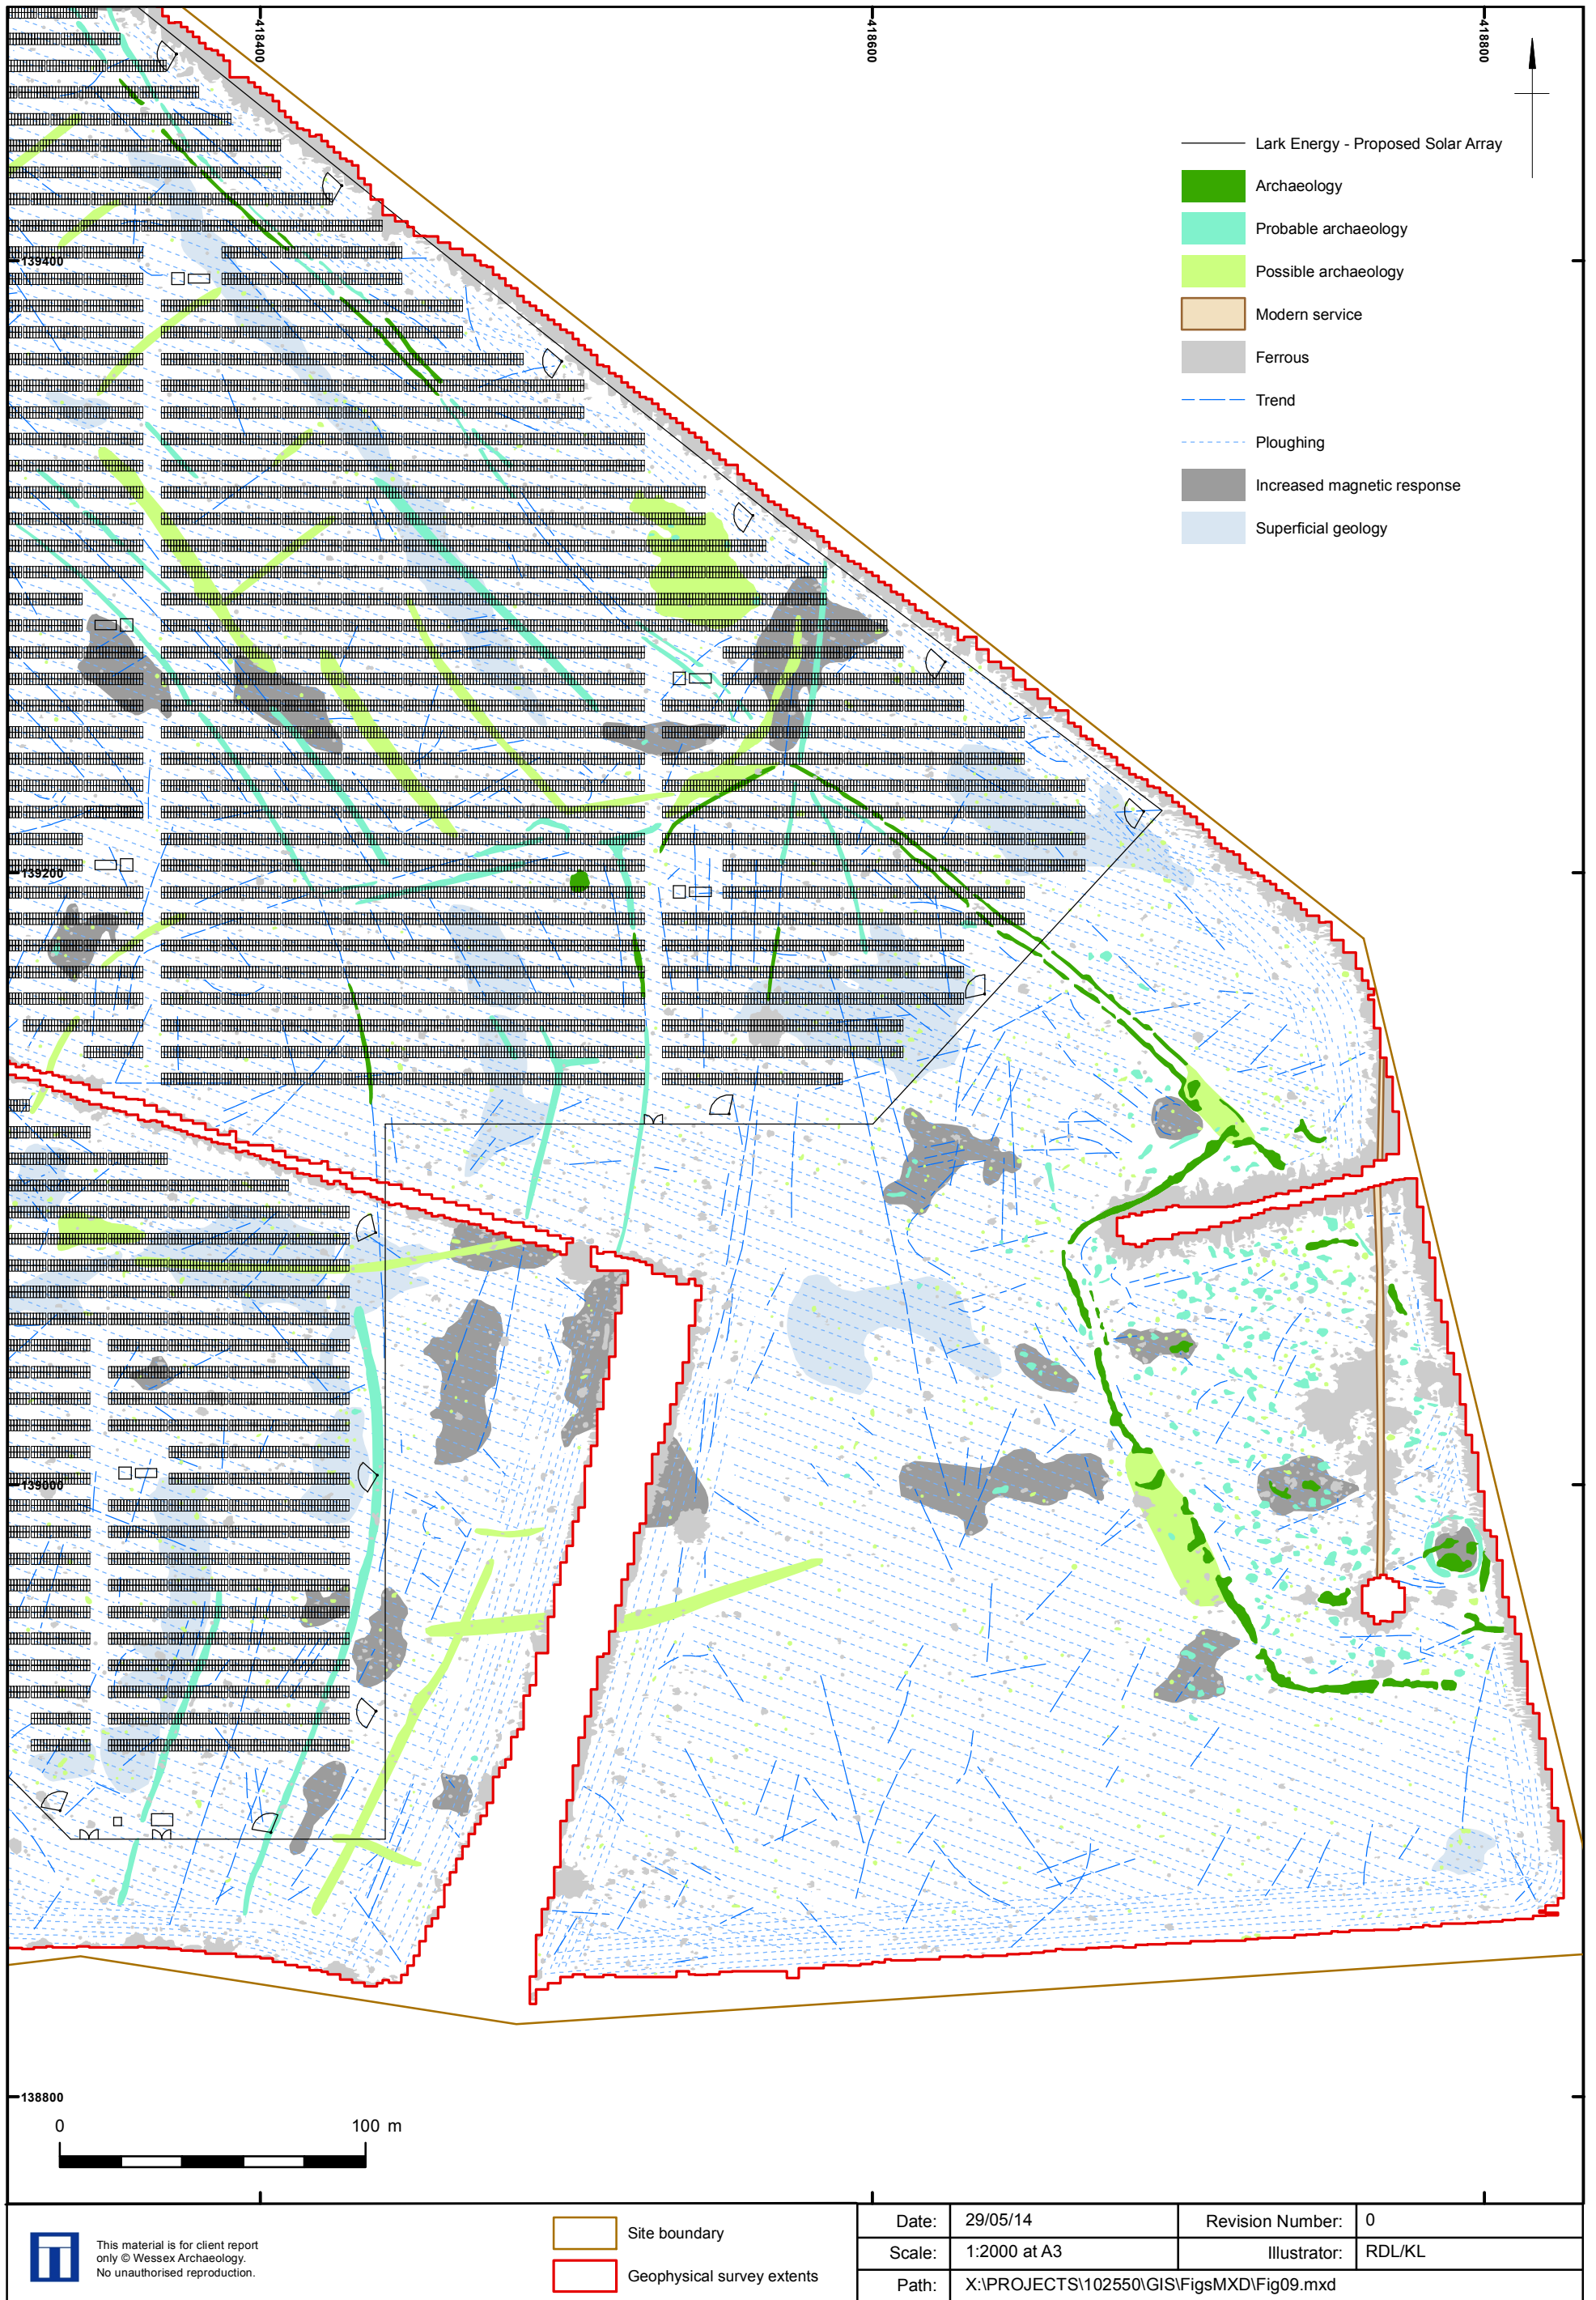 418400
418600
418800
Lark Energy - Proposed Solar Array
Archaeology
Probable archaeology
Possible archaeology
Modern service
Ferrous
Trend
Ploughing
Increased magnetic response
Superficial geology
139400
139200
139000
138800
0 100 m
This material is for client report
only © Wessex Archaeology.
No unauthorised reproduction.
Site boundary
Geophysical survey extents
Date: 29/05/14 Revision Number: 0
Scale: 1:2000 at A3 Illustrator: RDL/KL
Path: X:\PROJECTS\102550\GIS\FigsMXD\Fig09.mxd